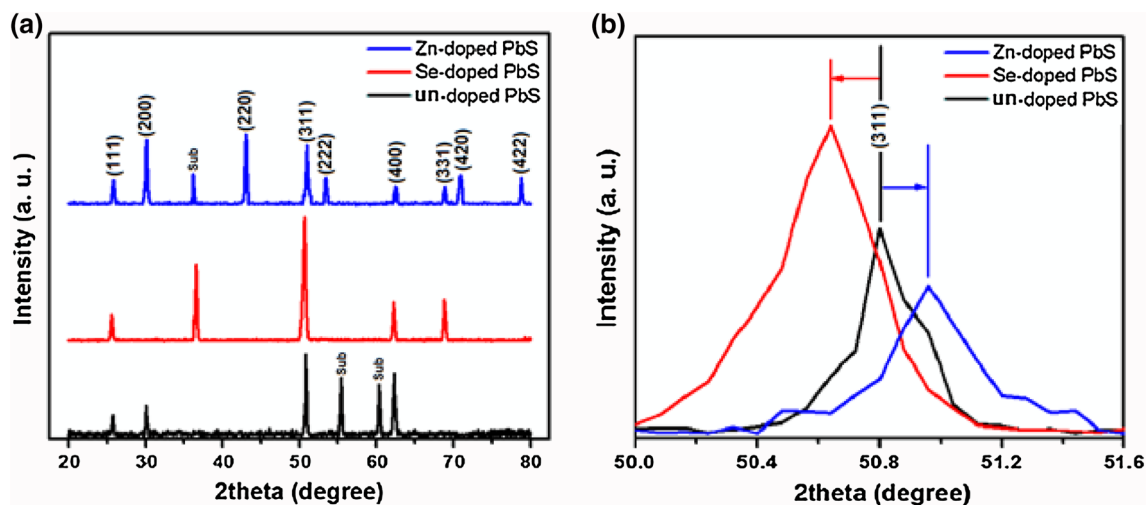 (a)
Zn-doped PbS
Se-doped PbS
un-doped PbS
(111)
(200)
Sub
(220)
(311)
(222)
(400)
(331)
(420)
(422)
Sub
Sub
Intensity (a. u.)
20 30 40 50 60 70 80
2theta (degree)
(b)
Zn-doped PbS
Se-doped PbS
un-doped PbS
(311)
Intensity (a. u.)
50.0 50.4 50.8 51.2 51.6
2theta (degree)